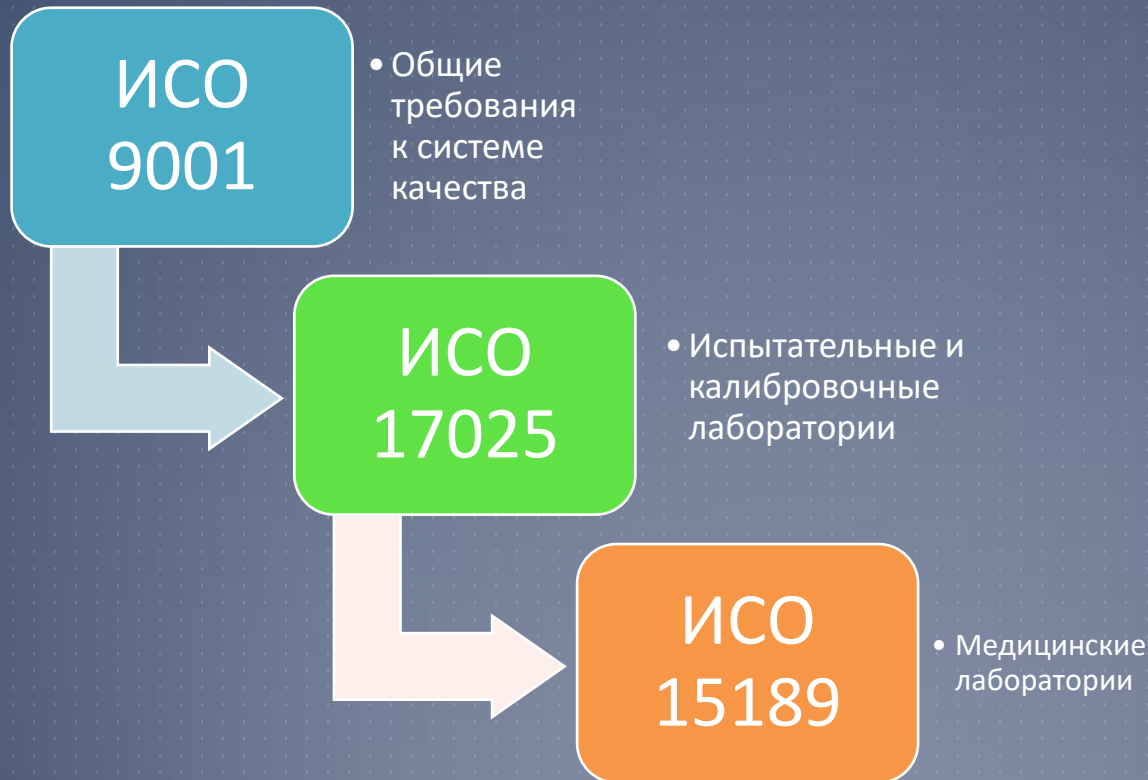 ИСО
9001
• Общие
требования
к системе
качества
ИСО
17025
• Испытательные и
калибровочные
лаборатории
ИСО
15189
• Медицинские
лаборатории